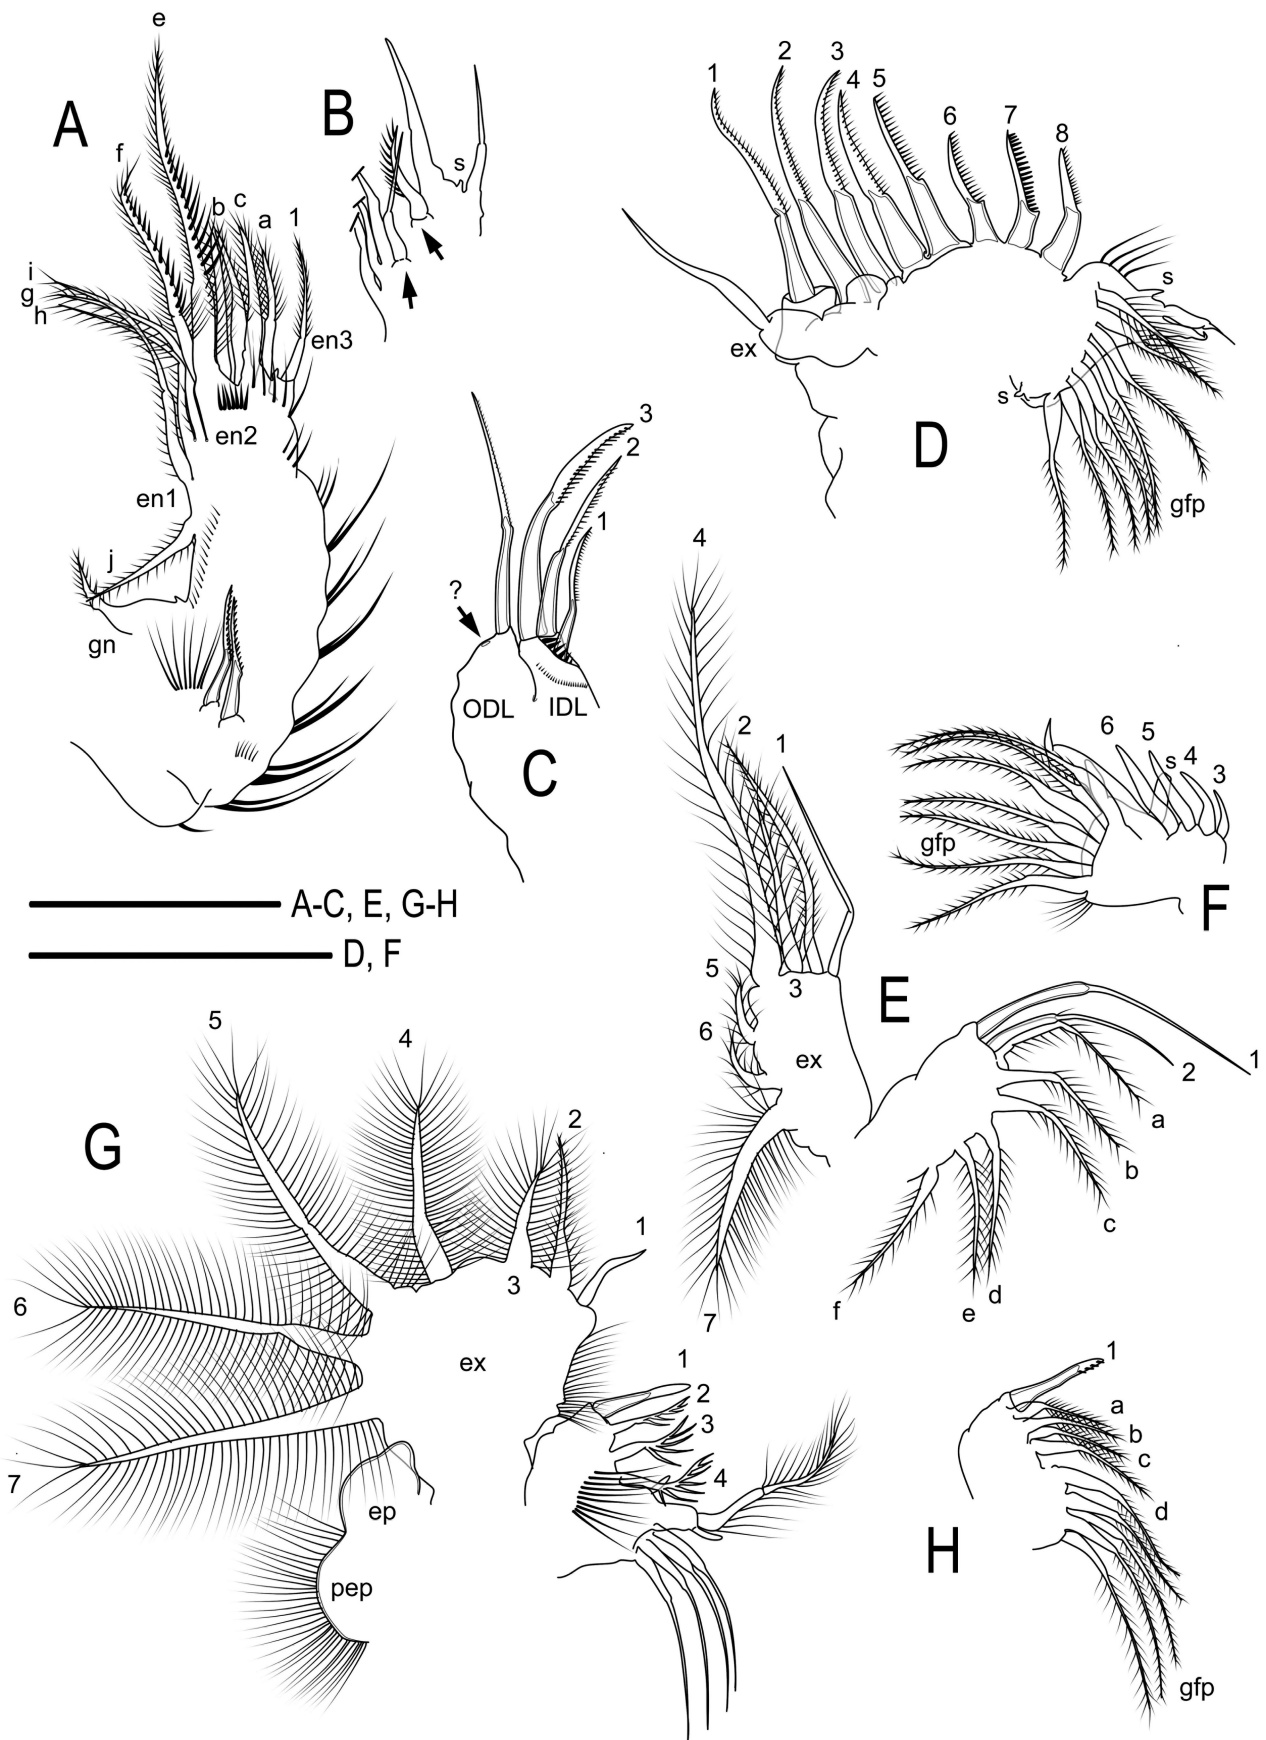 A
e
f
b
c
a
1
i
g
h
en3
en2
en1
j
gn
B
s
C
3
2
1
?
ODL
IDL
D
1
2
3
4
5
6
7
8
ex
s
s
gfp
A-C, E, G-H
D, F
E
4
2
1
3
5
6
ex
7
1
2
a
b
c
d
e
f
F
6
5
s
4
3
gfp
G
5
4
2
3
1
6
7
ex
ep
pep
1
2
3
4
H
1
a
b
c
d
gfp